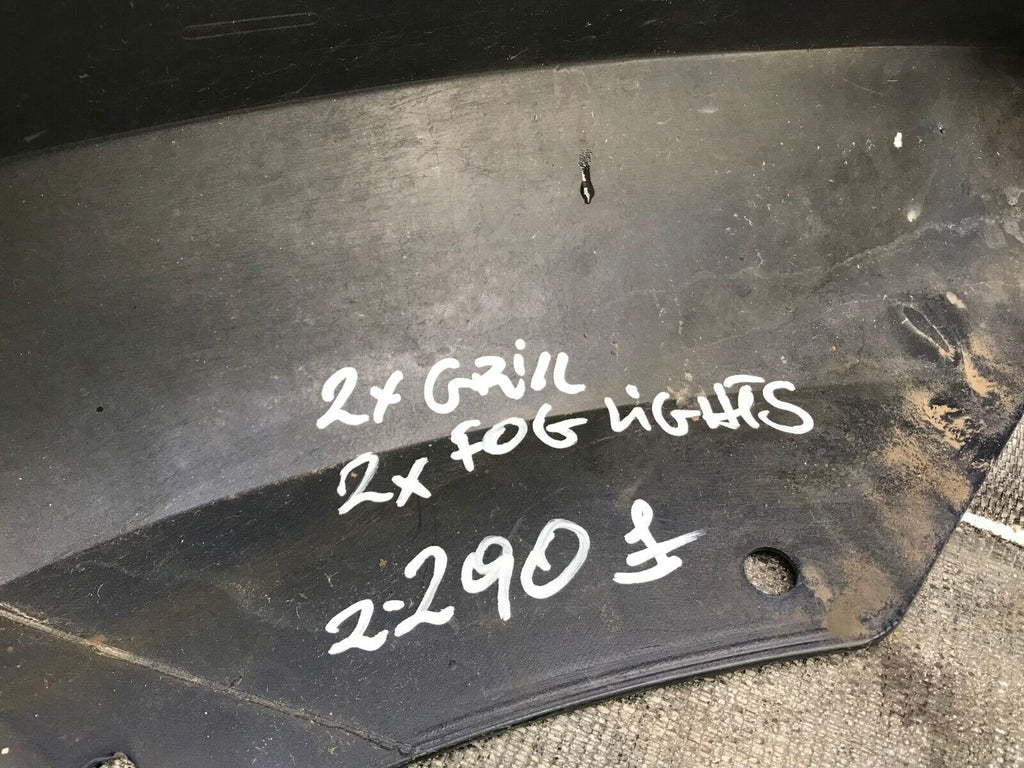 2x GRiLL
2x FOG LIGHTS
2-290 £